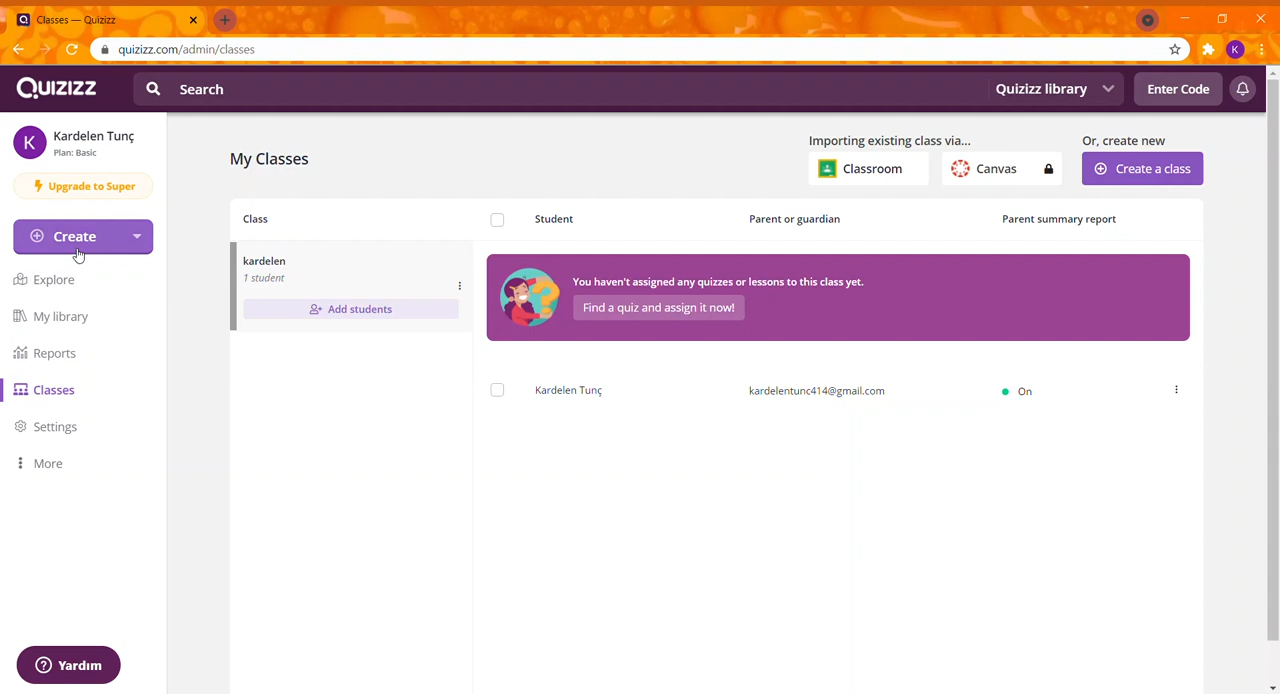 Classes — Quizizz
quizizz.com/admin/classes
K
QUIZIZZ
Search
Quizizz library
Enter Code
K
Kardelen Tunç
Plan: Basic
Upgrade to Super
Create
Explore
My library
Reports
Classes
Settings
More
Yardım
My Classes
Importing existing class via...
Classroom
Canvas
Or, create new
Create a class
Class
Student
Parent or guardian
Parent summary report
kardelen
1 student
Add students
You haven't assigned any quizzes or lessons to this class yet.
Find a quiz and assign it now!
Kardelen Tunç
kardelentunc414@gmail.com
On